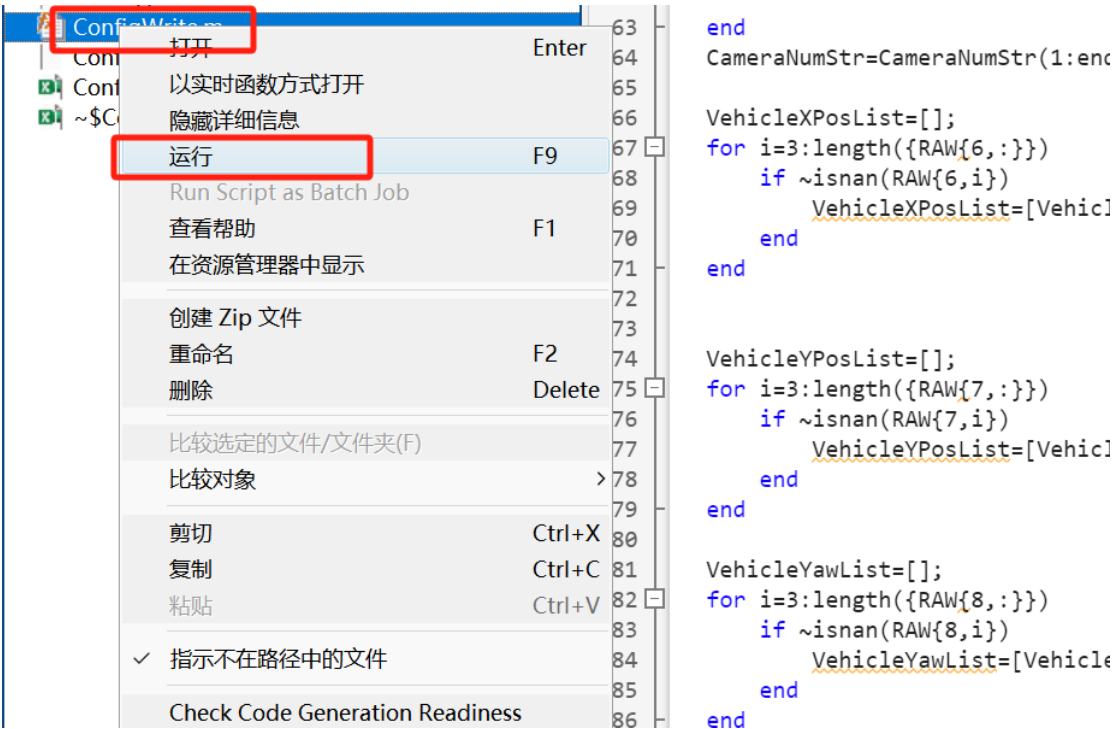 ConfigWrite.m
Conf
~$Co
打开 Enter
以实时函数方式打开
隐藏详细信息
运行 F9
Run Script as Batch Job
查看帮助 F1
在资源管理器中显示
创建 Zip 文件
重命名 F2
删除 Delete
比较选定的文件/文件夹(F)
比较对象
剪切 Ctrl+X
复制 Ctrl+C
粘贴 Ctrl+V
✓ 指示不在路径中的文件
Check Code Generation Readiness
63 end
64 CameraNumStr=CameraNumStr(1:end
65
66 VehicleXPosList=[];
67 for i=3:length({RAW{6,:}})
68 if ~isnan(RAW{6,i})
69 VehicleXPosList=[Vehicl
70 end
71 end
72
73
74 VehicleYPosList=[];
75 for i=3:length({RAW{7,:}})
76 if ~isnan(RAW{7,i})
77 VehicleYPosList=[Vehicl
78 end
79 end
80
81 VehicleYawList=[];
82 for i=3:length({RAW{8,:}})
83 if ~isnan(RAW{8,i})
84 VehicleYawList=[Vehicle
85 end
86 end